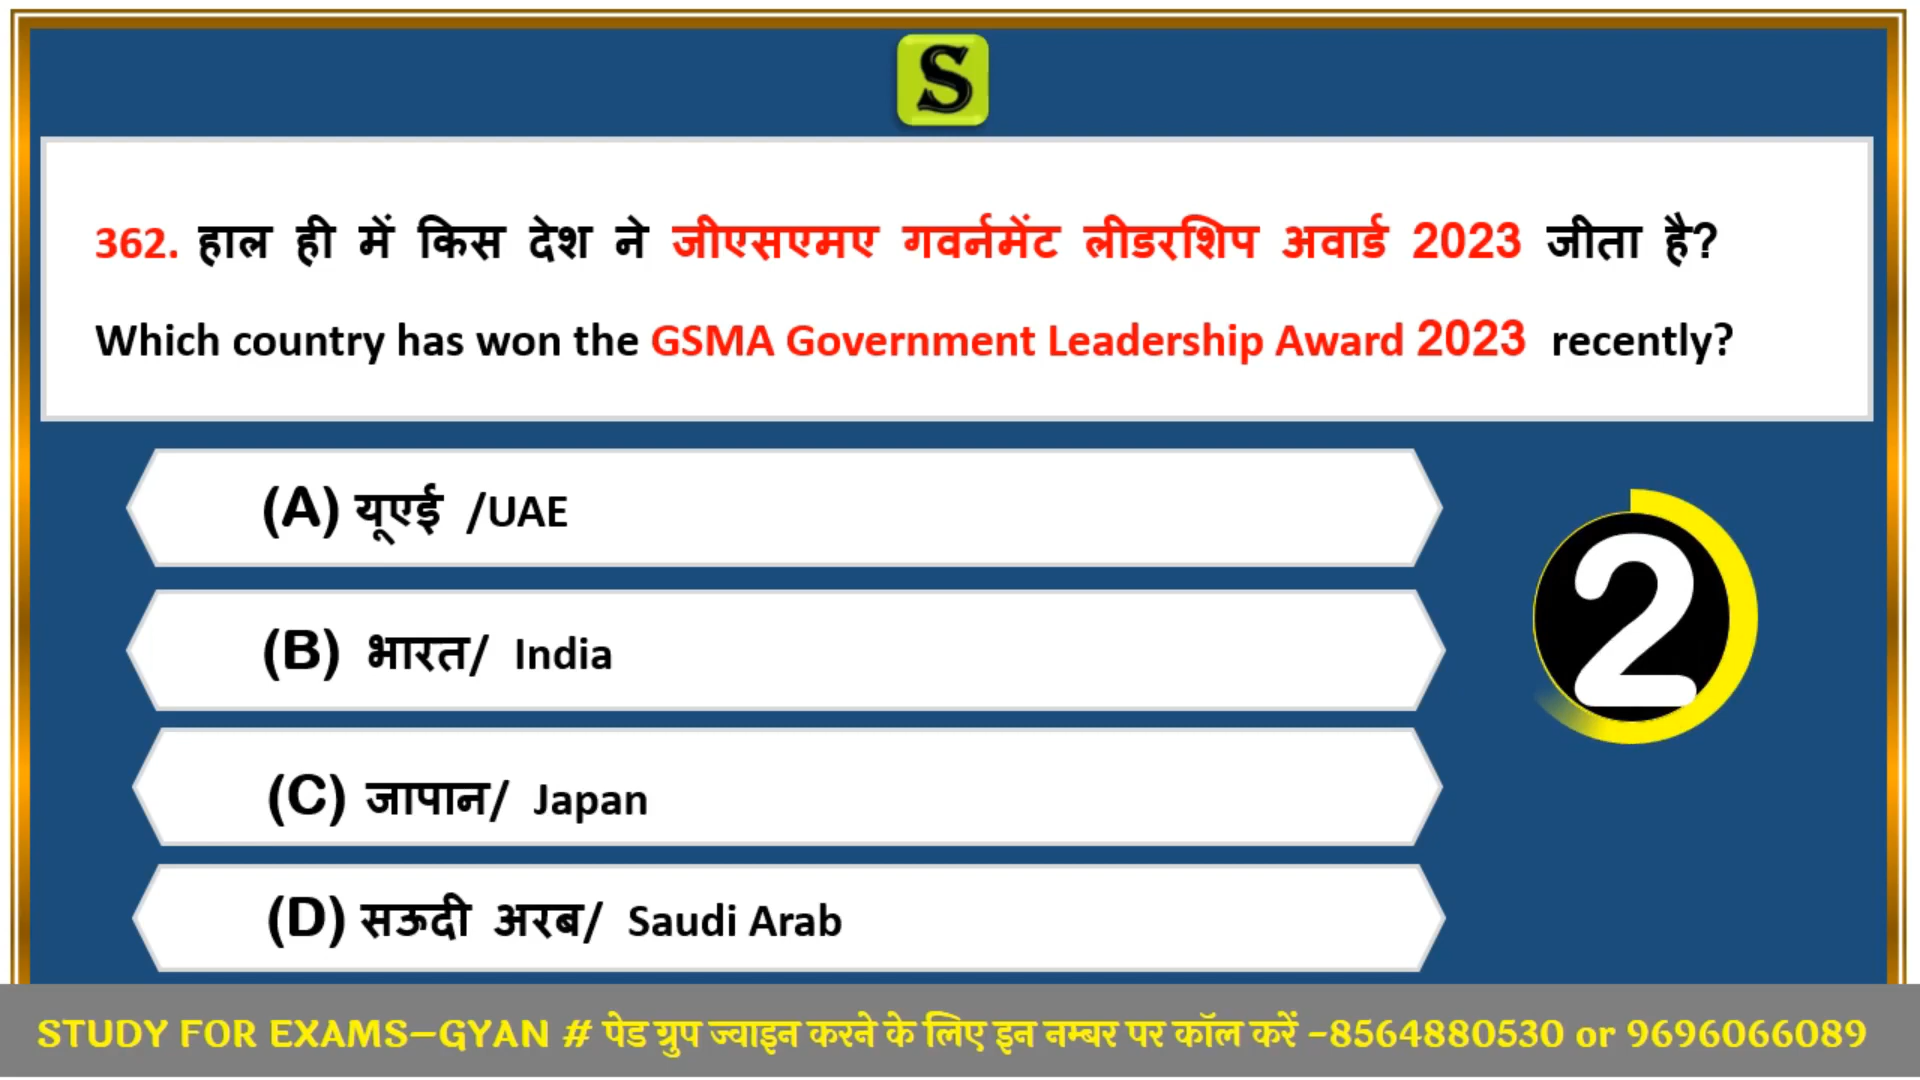 S
362. हाल ही में किस देश ने जीएसएमए गवर्नमेंट लीडरशिप अवार्ड 2023 जीता है?
Which country has won the GSMA Government Leadership Award 2023 recently?
(A) यूएई /UAE
(B) भारत/ India
2
(C) जापान/ Japan
(D) सऊदी अरब/ Saudi Arab
STUDY FOR EXAMS–GYAN # पेड ग्रुप ज्वाइन करने के लिए इन नम्बर पर कॉल करें -8564880530 or 9696066089